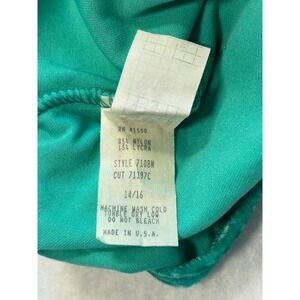 RN 41550
85% NYLON
15% LYCRA
STYLE 710BN
CUT 71197C
14/16
MACHINE WASH COLD
TUMBLE DRY LOW
DO NOT BLEACH
MADE IN U.S.A.